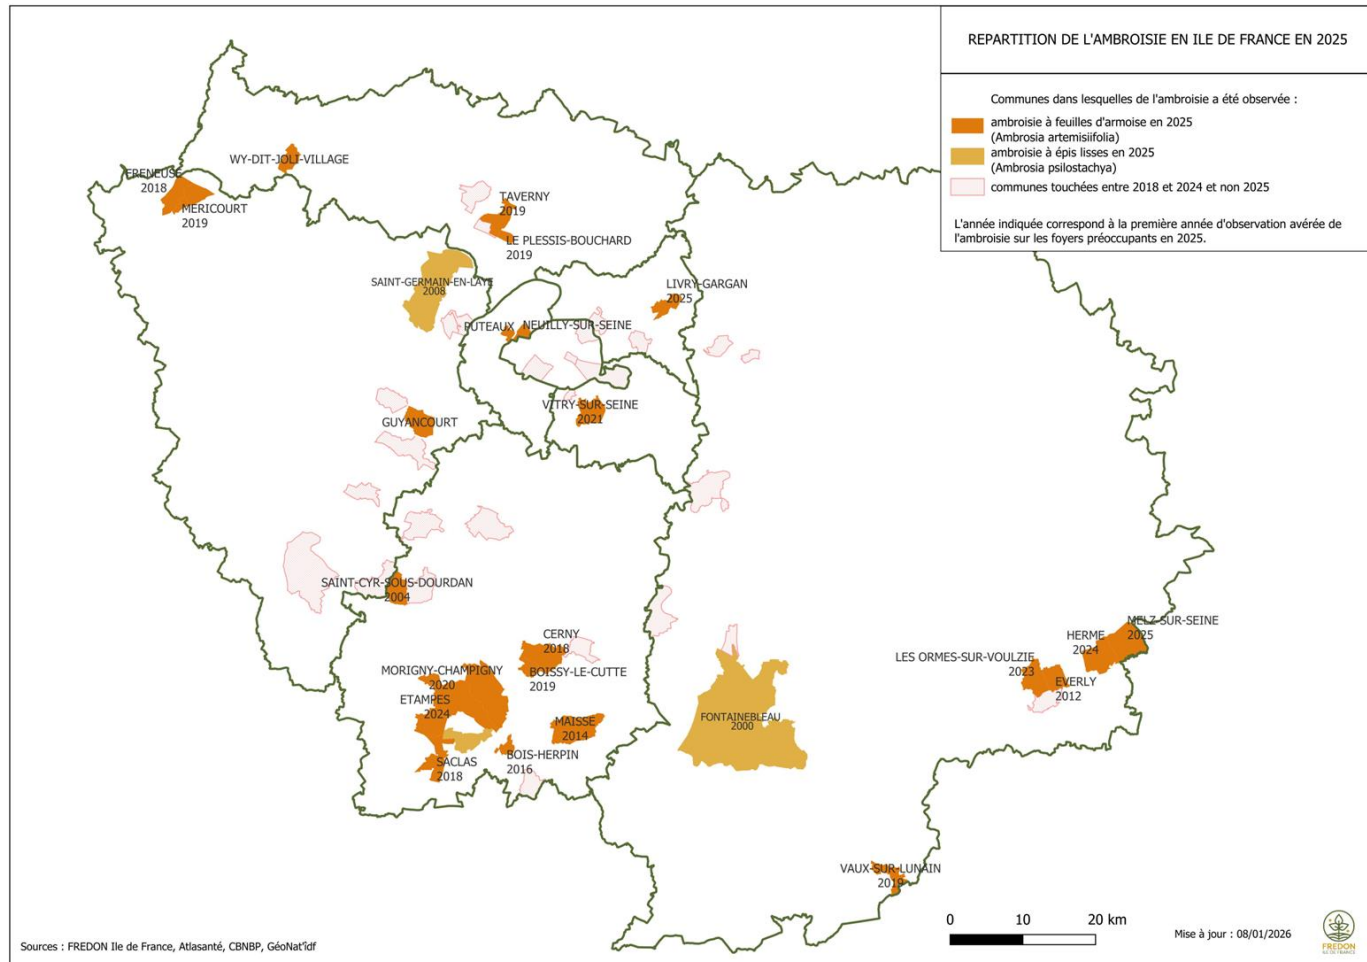 REPARTITION DE L'AMBROISIE EN ILE DE FRANCE EN 2025
Communes dans lesquelles de l'ambroisie a été observée :
ambroisie à feuilles d'armoise en 2025
(Ambrosia artemisiifolia)
ambroisie à épis lisses en 2025
(Ambrosia psilostachya)
communes touchées entre 2018 et 2024 et non 2025
L'année indiquée correspond à la première année d'observation avérée de
l'ambroisie sur les foyers préoccupants en 2025.
WY-DIT-JOLI-VILLAGE
FRENEUSE
2018
MERICOURT
2019
TAVERNY
2019
LE PLESSIS-BOUCHARD
2019
SAINT-GERMAIN-EN-LAYE
2008
LIVRY-GARGAN
2025
PUTEAUX
NEUILLY-SUR-SEINE
VITRY-SUR-SEINE
2021
GUYANCOURT
SAINT-CYR-SOUS-DOURDAN
2004
CERNY
2018
BOISSY-LE-CUTTE
2019
MORIGNY-CHAMPIGNY
2020
ETAMPES
2024
MAISSE
2014
BOIS-HERPIN
2016
SACLAS
2018
FONTAINEBLEAU
2000
MELZ-SUR-SEINE
2025
HERME
2024
LES ORMES-SUR-VOULZIE
2023
EVERLY
2012
VAUX-SUR-LUNAIN
2019
0 10 20 km
Sources : FREDON Ile de France, Atlasanté, CBNBP, GéoNat'îdf
Mise à jour : 08/01/2026
FREDON
ILE DE FRANCE